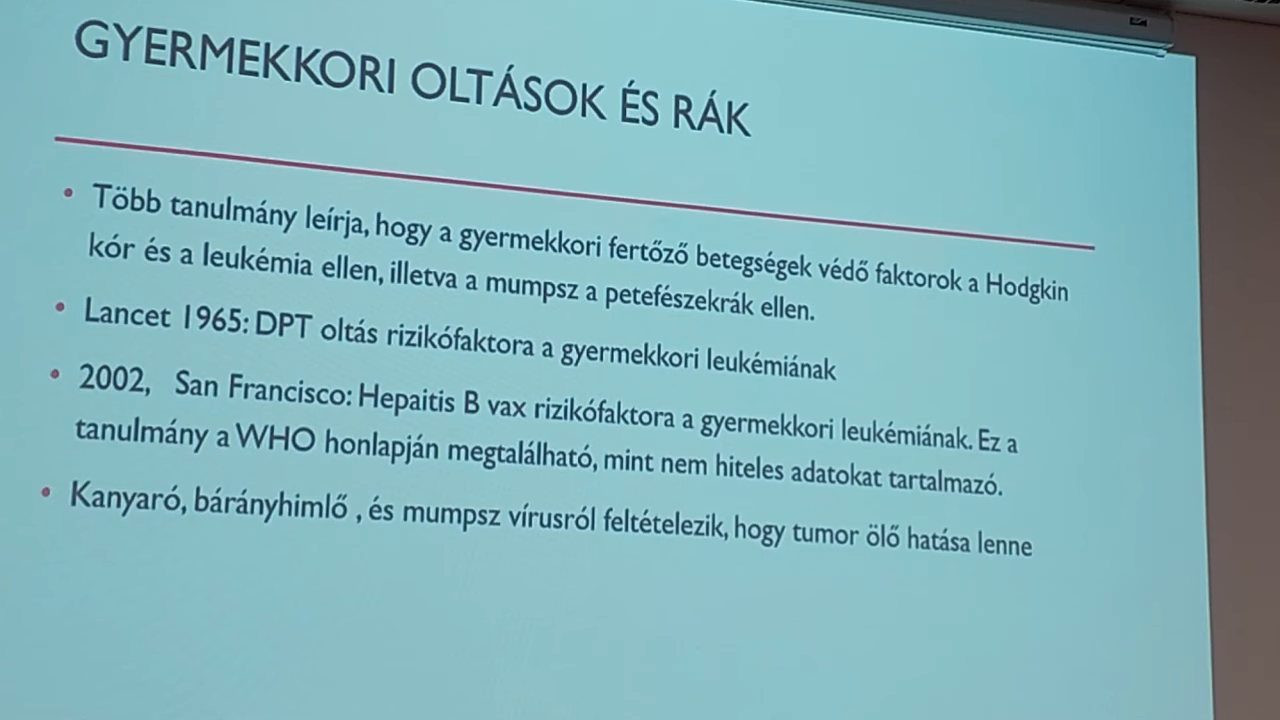 GYERMEKKORI OLTÁSOK ÉS RÁK
• Több tanulmány leírja, hogy a gyermekkori fertőző betegségek védő faktorok a Hodgkin
kór és a leukémia ellen, illetva a mumpsz a petefészekrák ellen.
• Lancet 1965: DPT oltás rizikófaktora a gyermekkori leukémiának
• 2002, San Francisco: Hepaitis B vax rizikófaktora a gyermekkori leukémiának. Ez a
tanulmány a WHO honlapján megtalálható, mint nem hiteles adatokat tartalmazó.
• Kanyaró, bárányhimlő , és mumpsz vírusról feltételezik, hogy tumor ölő hatása lenne